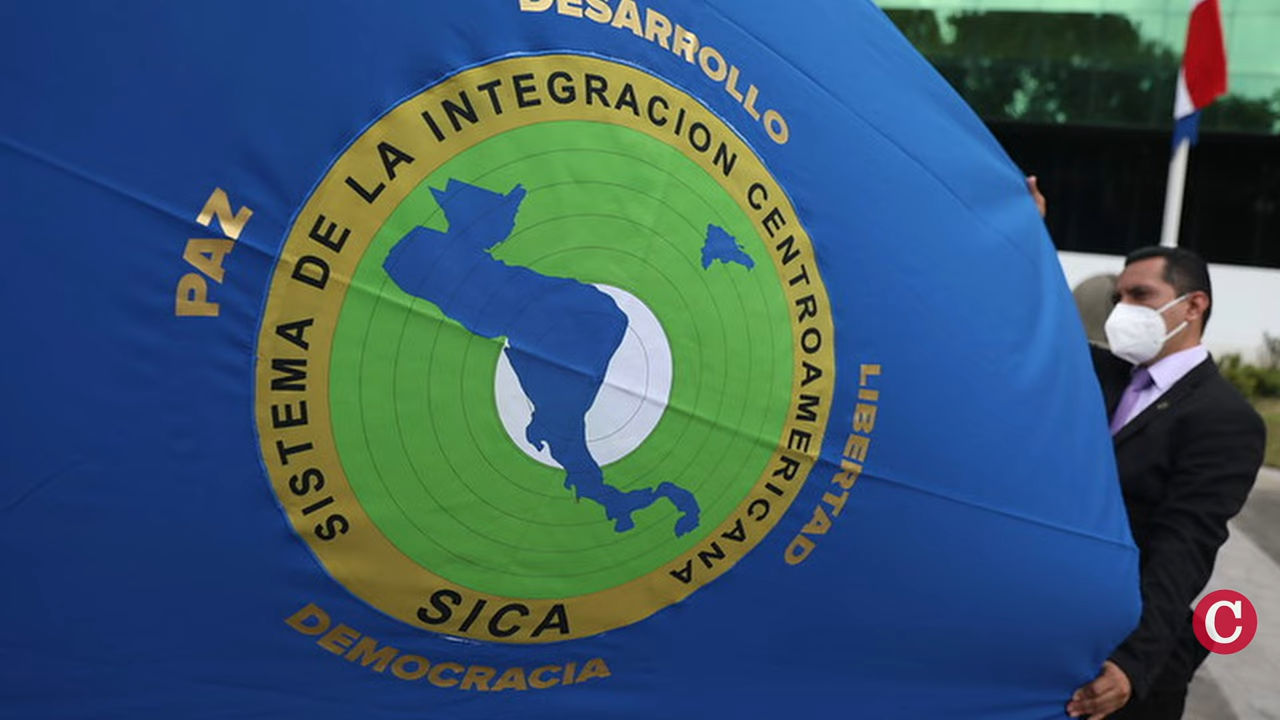 DESARROLLO
SISTEMA DE LA INTEGRACION CENTROAMERICANA
PAZ
LIBERTAD
SICA
DEMOCRACIA
C